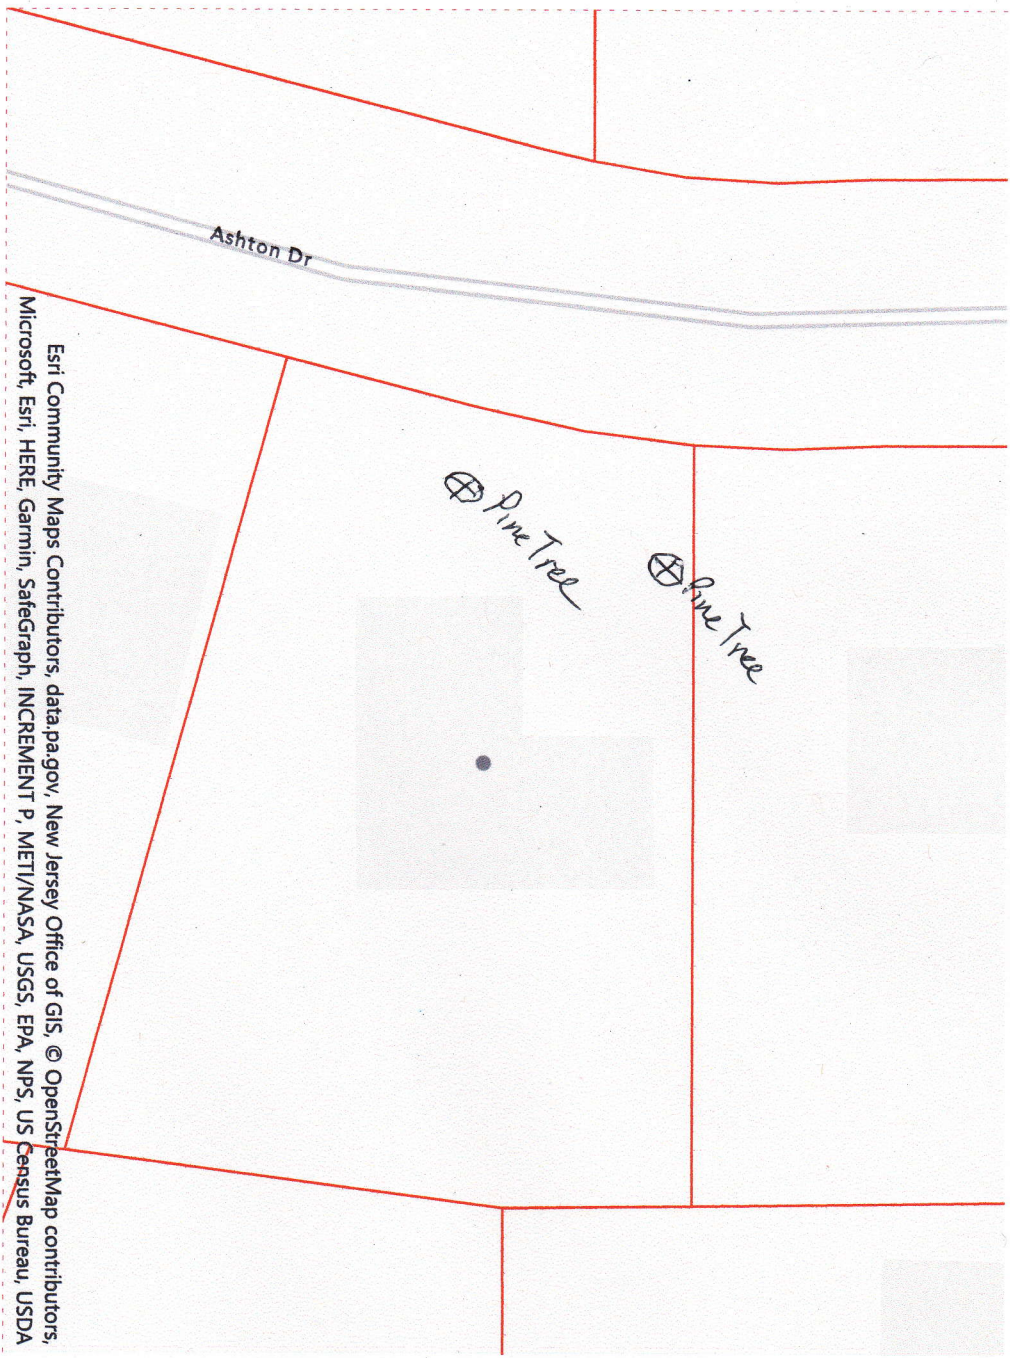 Ashton Dr
Pine Tree
Pine Tree
Esri Community Maps Contributors, data.pa.gov, New Jersey Office of GIS, © OpenStreetMap contributors,
Microsoft, Esri, HERE, Garmin, SafeGraph, INCREMENT P, METI/NASA, USGS, EPA, NPS, US Census Bureau, USDA